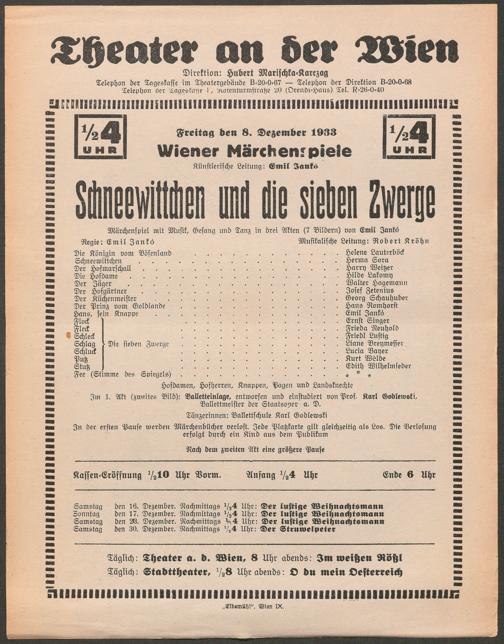 Theater an der Wien
Direktion: Hubert Marischka-Karczag
Telephon der Tageskasse im Theatergebäude B-20-0-67 — Telephon der Direktion B-20-0-68
Telephon der Tageskasse I., Rotenturmstraße 20 (Orendi-Haus) Tel. R-26-0-40
1/2 4 UHR
Freitag den 8. Dezember 1933
1/2 4 UHR
Wiener Märchenspiele
Künstlerische Leitung: Emil Jankó
Schneewittchen und die sieben Zwerge
Märchenspiel mit Musik, Gesang und Tanz in drei Akten (7 Bildern) von Emil Jankó
Regie: Emil Jankó Musikalische Leitung: Robert Kröhn
Die Königin vom Bösenland Helene Lauterböck
Schneewittchen Herma Sora
Der Hofmarschall Harry Weitzer
Die Hofdame Hilde Lakowy
Der Jäger Walter Hagemann
Der Hofgärtner Josef Fetenius
Der Küchenmeister Georg Schauhuber
Der Prinz vom Goldlande Hans Romhorst
Hans, sein Knappe Emil Jankó
Flock Ernst Singer
Fleck Frieda Neuhold
Schleck Friedl Lustig
Schlag Die sieben Zwerge Liane Breymesser
Schluck Lucia Bayer
Putz Kurt Welde
Stutz Edith Wilhelmseder
Fee (Stimme des Spiegels) * * *
Hofdamen, Hofherren, Knappen, Pagen und Landsknechte
Im 1. Akt (zweites Bild): Balletteinlage, entworfen und einstudiert von Prof. Karl Godlewski,
Ballettmeister der Staatsoper a. D.
Tänzerinnen: Ballettschule Karl Godlewski
In der ersten Pause werden Märchenbücher verlost. Jede Platzkarte gilt gleichzeitig als Los. Die Verlosung
erfolgt durch ein Kind aus dem Publikum
Nach dem zweiten Akt eine größere Pause
Kassen-Eröffnung 1/2 10 Uhr Vorm. Anfang 1/2 4 Uhr Ende 6 Uhr
Samstag den 16. Dezember. Nachmittags 1/2 4 Uhr: Der lustige Weihnachtsmann
Sonntag den 17. Dezember. Nachmittags 1/2 4 Uhr: Der lustige Weihnachtsmann
Samstag den 23. Dezember. Nachmittags 1/2 4 Uhr: Der lustige Weihnachtsmann
Samstag den 30. Dezember. Nachmittags 1/2 4 Uhr: Der Struwelpeter
Täglich: Theater a. d. Wien, 8 Uhr abends: Im weißen Rößl
Täglich: Stadttheater, 1/2 8 Uhr abends: O du mein Oesterreich
„Elbemühl“, Wien IX.